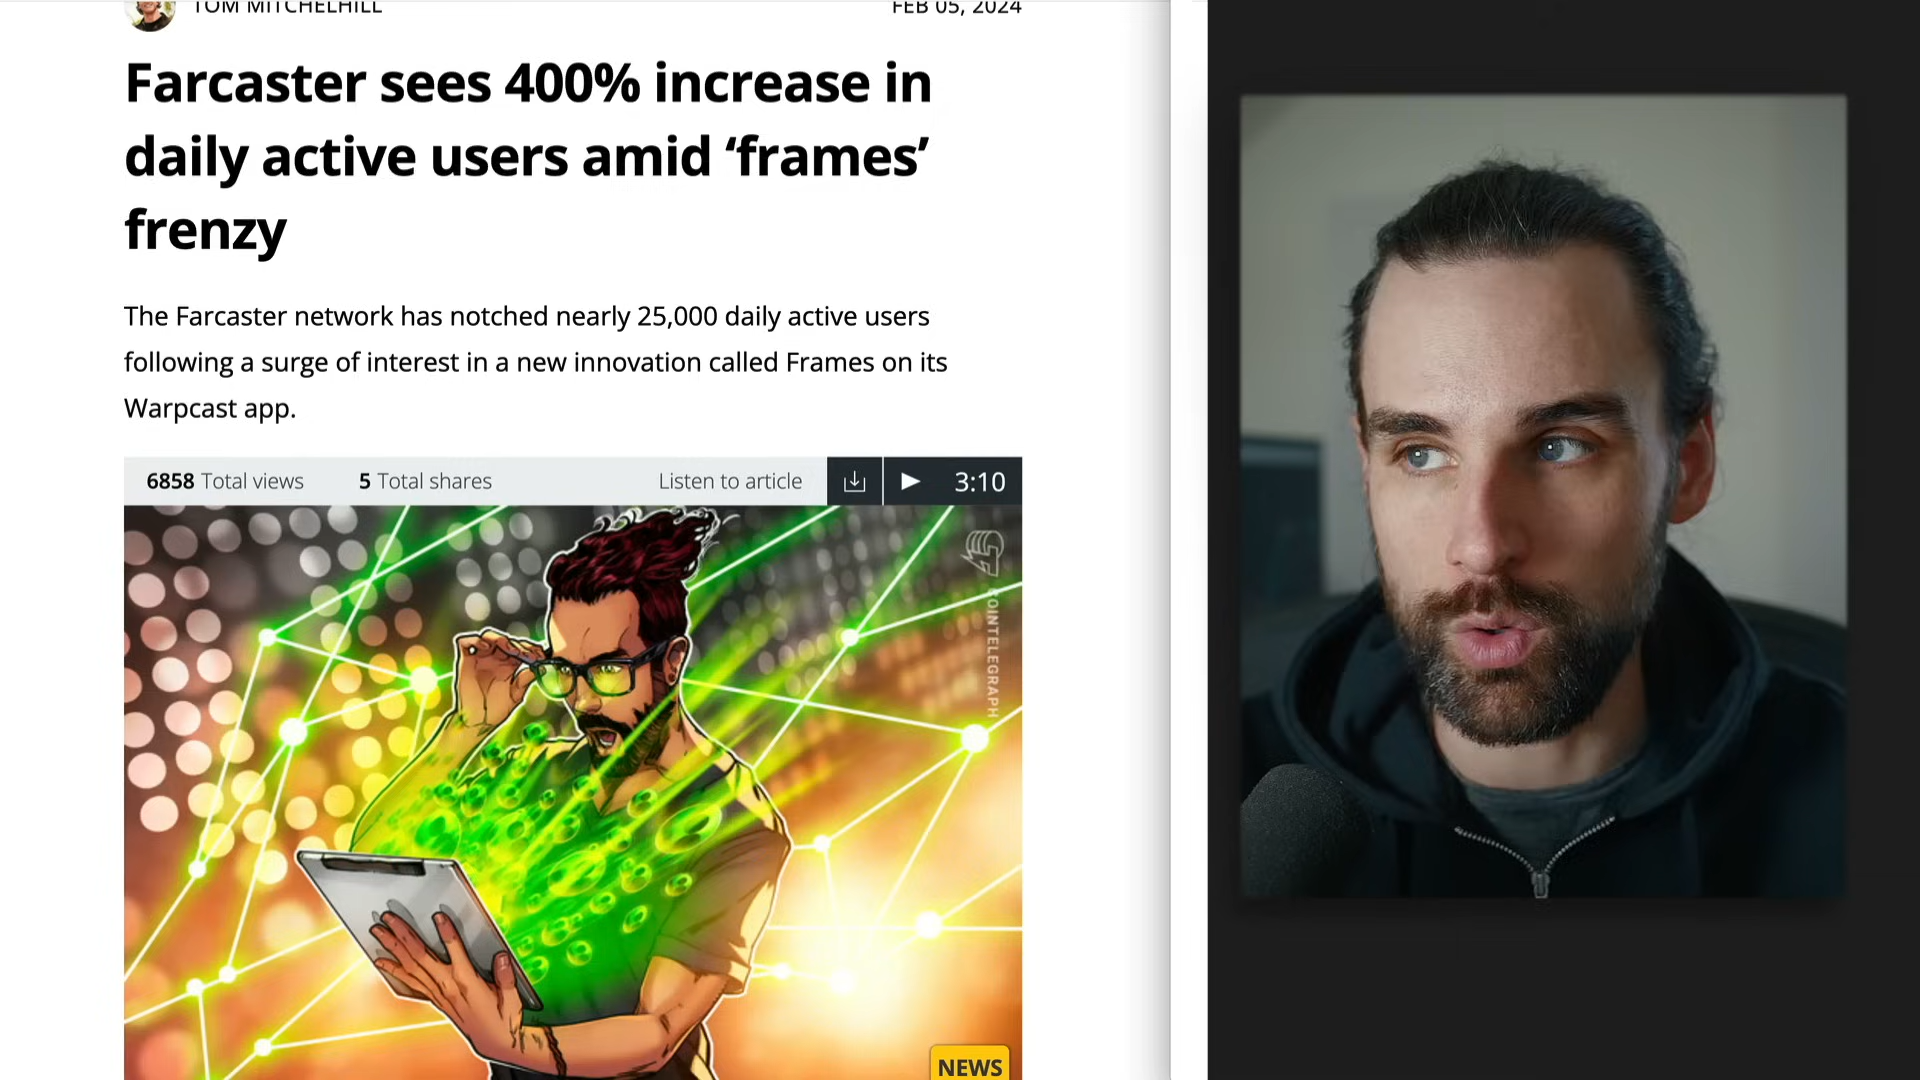 TOM MITCHELHILL
FEB 05, 2024
Farcaster sees 400% increase in
daily active users amid ‘frames’
frenzy
The Farcaster network has notched nearly 25,000 daily active users
following a surge of interest in a new innovation called Frames on its
Warpcast app.
6858 Total views
5 Total shares
Listen to article
3:10
COINTELEGRAPH
NEWS